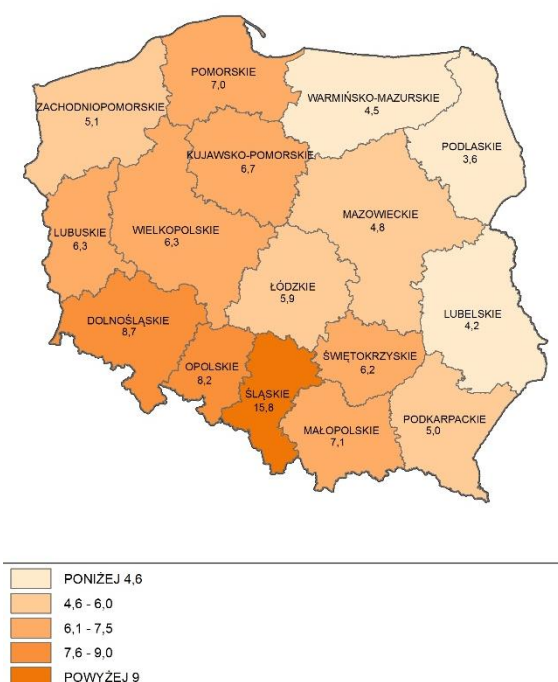 POMORSKIE
7,0
ZACHODNIOPOMORSKIE
5,1
WARMIŃSKO-MAZURSKIE
4,5
PODLASKIE
3,6
KUJAWSKO-POMORSKIE
6,7
MAZOWIECKIE
4,8
LUBUSKIE
6,3
WIELKOPOLSKIE
6,3
ŁÓDZKIE
5,9
LUBELSKIE
4,2
DOLNOŚLĄSKIE
8,7
OPOLSKIE
8,2
ŚLĄSKIE
15,8
ŚWIĘTOKRZYSKIE
6,2
MAŁOPOLSKIE
7,1
PODKARPACKIE
5,0
PONIŻEJ 4,6
4,6 - 6,0
6,1 - 7,5
7,6 - 9,0
POWYŻEJ 9